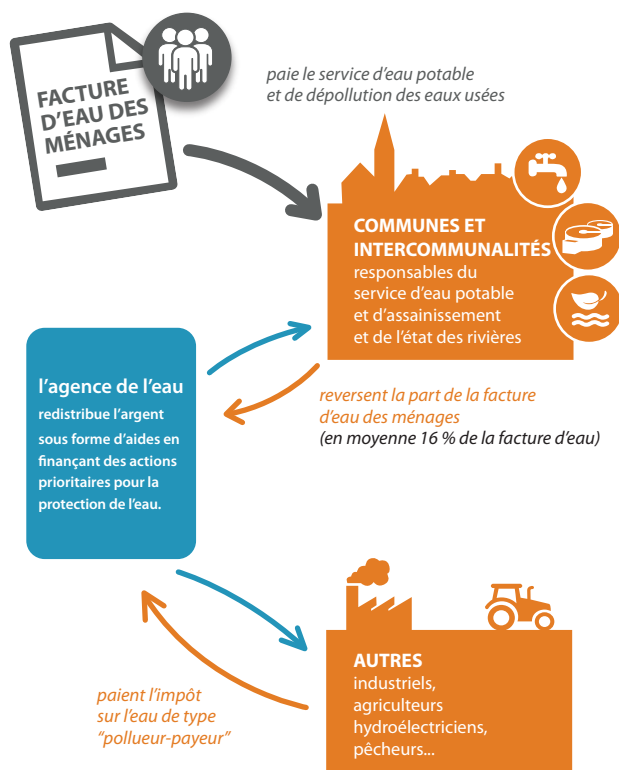 FACTURE
D'EAU DES
MÉNAGES
paie le service d'eau potable
et de dépollution des eaux usées
COMMUNES ET
INTERCOMMUNALITÉS
responsables du
service d'eau potable
et d'assainissement
et de l'état des rivières
l'agence de l'eau
redistribue l'argent
sous forme d'aides en
finançant des actions
prioritaires pour la
protection de l'eau.
reversent la part de la facture
d'eau des ménages
(en moyenne 16 % de la facture d'eau)
AUTRES
industriels,
agriculteurs
hydroélectriciens,
pêcheurs...
paient l'impôt
sur l'eau de type
"pollueur-payeur"